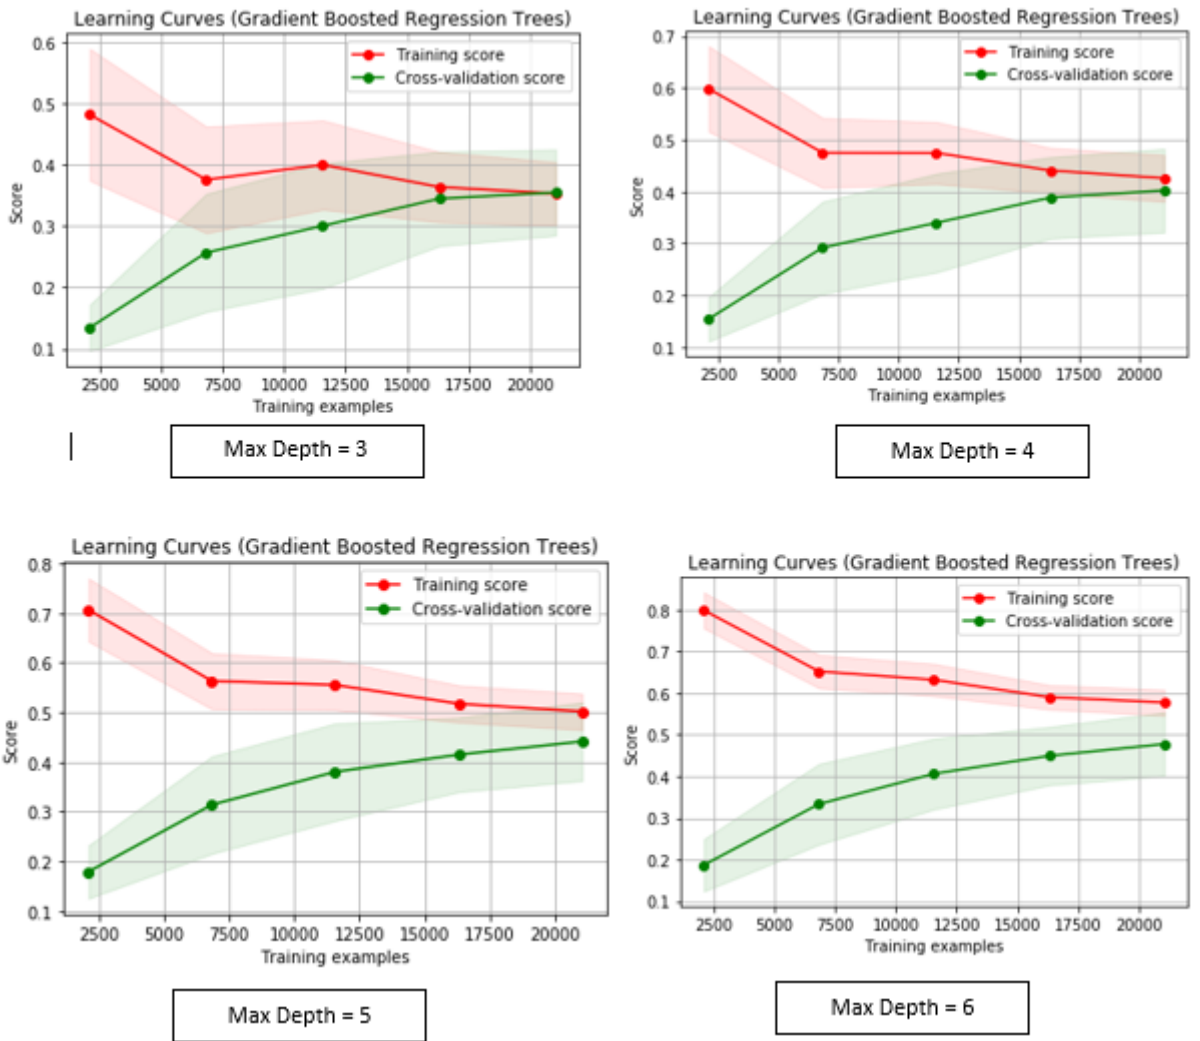 Learning Curves (Gradient Boosted Regression Trees)
Training score
Cross-validation score
0.6
0.5
0.4
0.3
0.2
0.1
Score
2500 5000 7500 10000 12500 15000 17500 20000
Training examples
Max Depth = 3
Learning Curves (Gradient Boosted Regression Trees)
Training score
Cross-validation score
0.7
0.6
0.5
0.4
0.3
0.2
0.1
Score
2500 5000 7500 10000 12500 15000 17500 20000
Training examples
Max Depth = 4
Learning Curves (Gradient Boosted Regression Trees)
Training score
Cross-validation score
0.8
0.7
0.6
0.5
0.4
0.3
0.2
0.1
Score
2500 5000 7500 10000 12500 15000 17500 20000
Training examples
Max Depth = 5
Learning Curves (Gradient Boosted Regression Trees)
Training score
Cross-validation score
0.8
0.7
0.6
0.5
0.4
0.3
0.2
0.1
Score
2500 5000 7500 10000 12500 15000 17500 20000
Training examples
Max Depth = 6